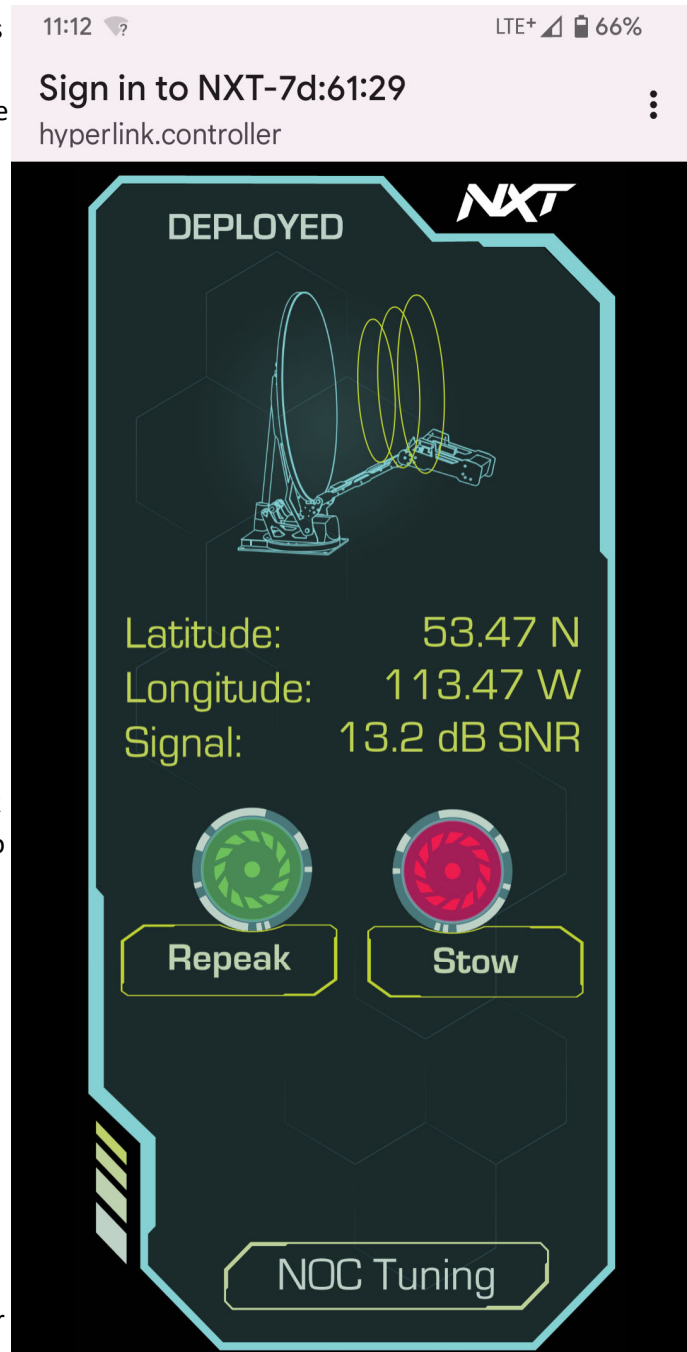 11:12
LTE+ 66%
Sign in to NXT-7d:61:29
hyperlink.controller
NXT
DEPLOYED
Latitude: 53.47 N
Longitude: 113.47 W
Signal: 13.2 dB SNR
Repeak Stow
NOC Tuning